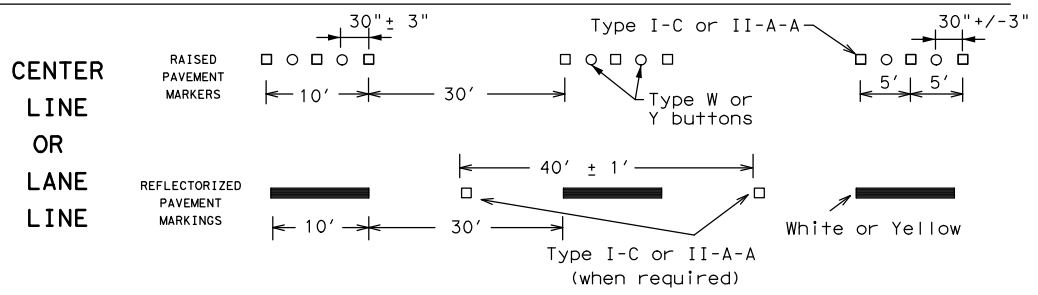 CENTER
LINE
OR
LANE
LINE
RAISED
PAVEMENT
MARKERS
30"± 3"
10'
30'
Type I-C or II-A-A
Type W or
Y buttons
30"+/-3"
5'
5'
REFLECTORIZED
PAVEMENT
MARKINGS
10'
30'
40' ± 1'
Type I-C or II-A-A
(when required)
White or Yellow